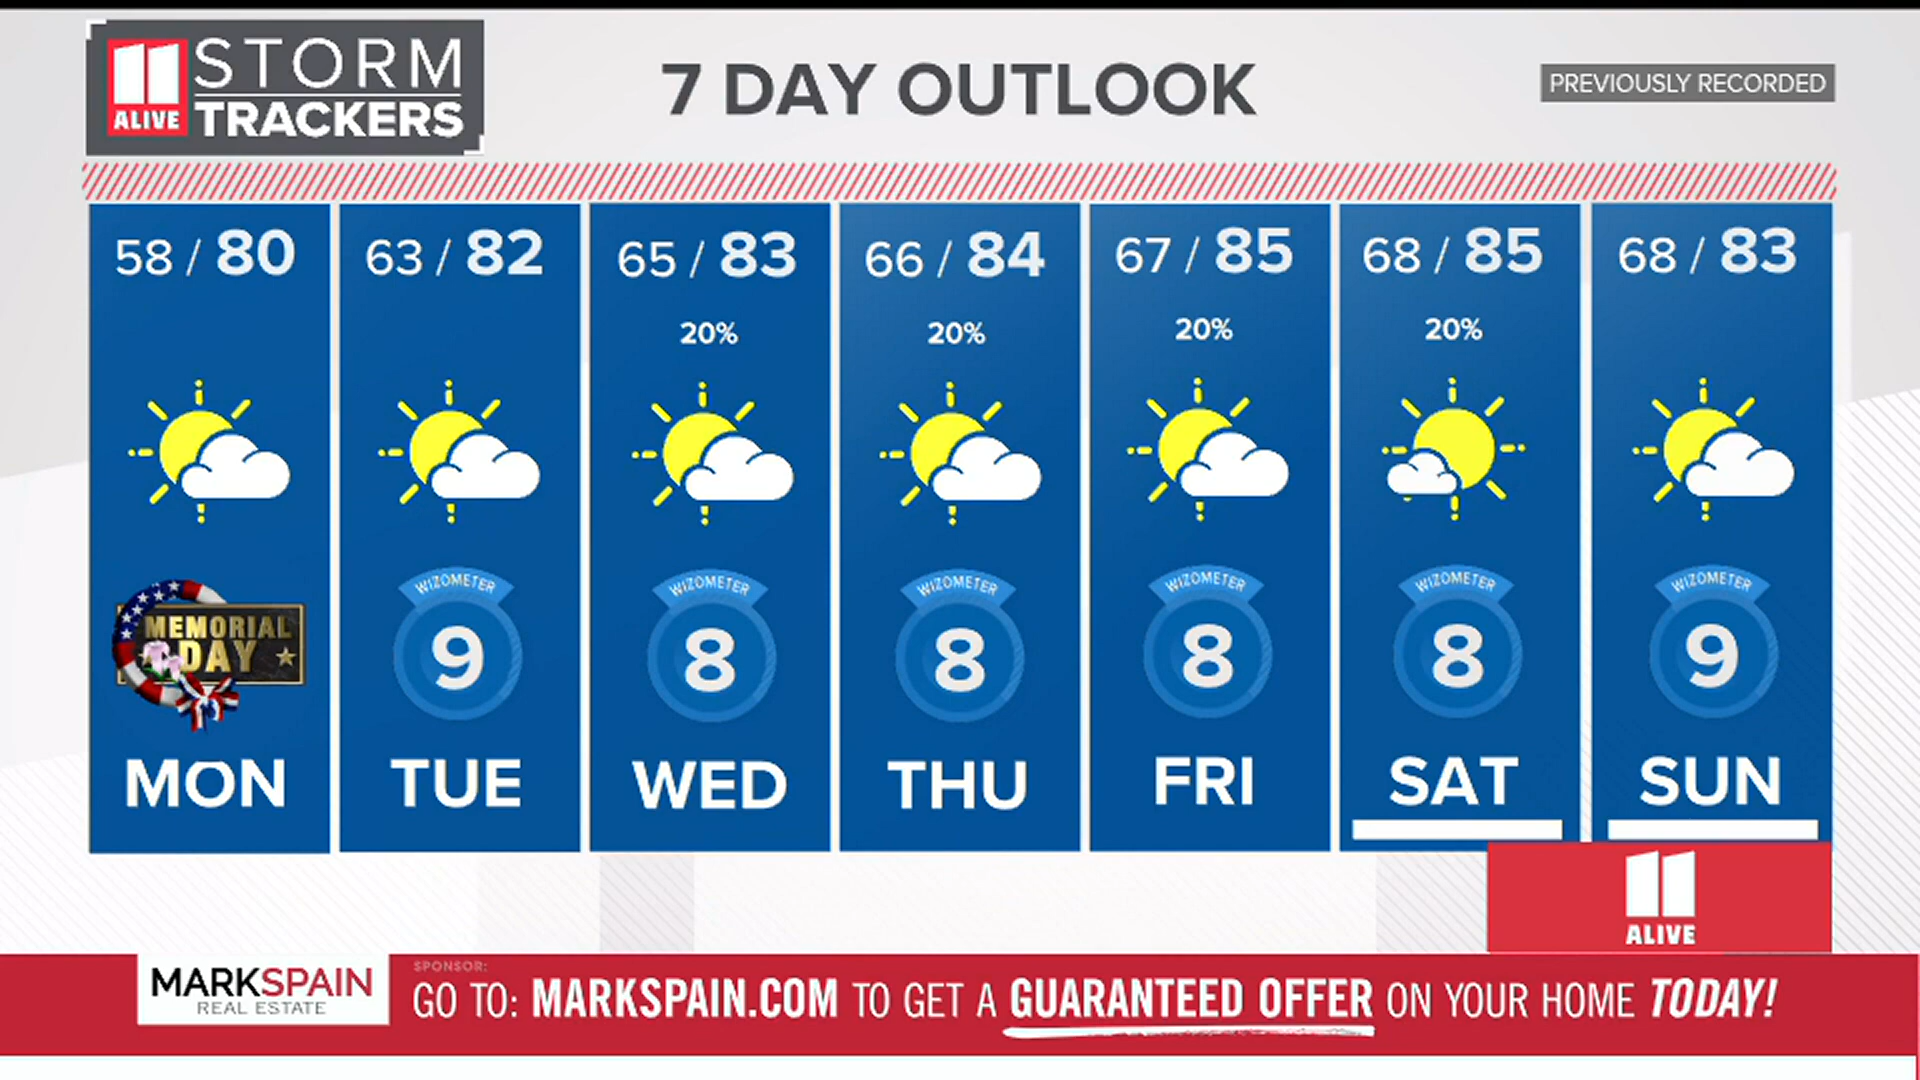 11 ALIVE
STORM
TRACKERS
7 DAY OUTLOOK
PREVIOUSLY RECORDED
58 / 80
63 / 82
65 / 83
66 / 84
67 / 85
68 / 85
68 / 83
20%
20%
20%
20%
MEMORIAL
DAY
WIZOMETER
9
WIZOMETER
8
WIZOMETER
8
WIZOMETER
8
WIZOMETER
8
WIZOMETER
9
MON
TUE
WED
THU
FRI
SAT
SUN
11
ALIVE
MARKSPAIN
REAL ESTATE
SPONSOR:
GO TO: MARKSPAIN.COM TO GET A GUARANTEED OFFER ON YOUR HOME TODAY!